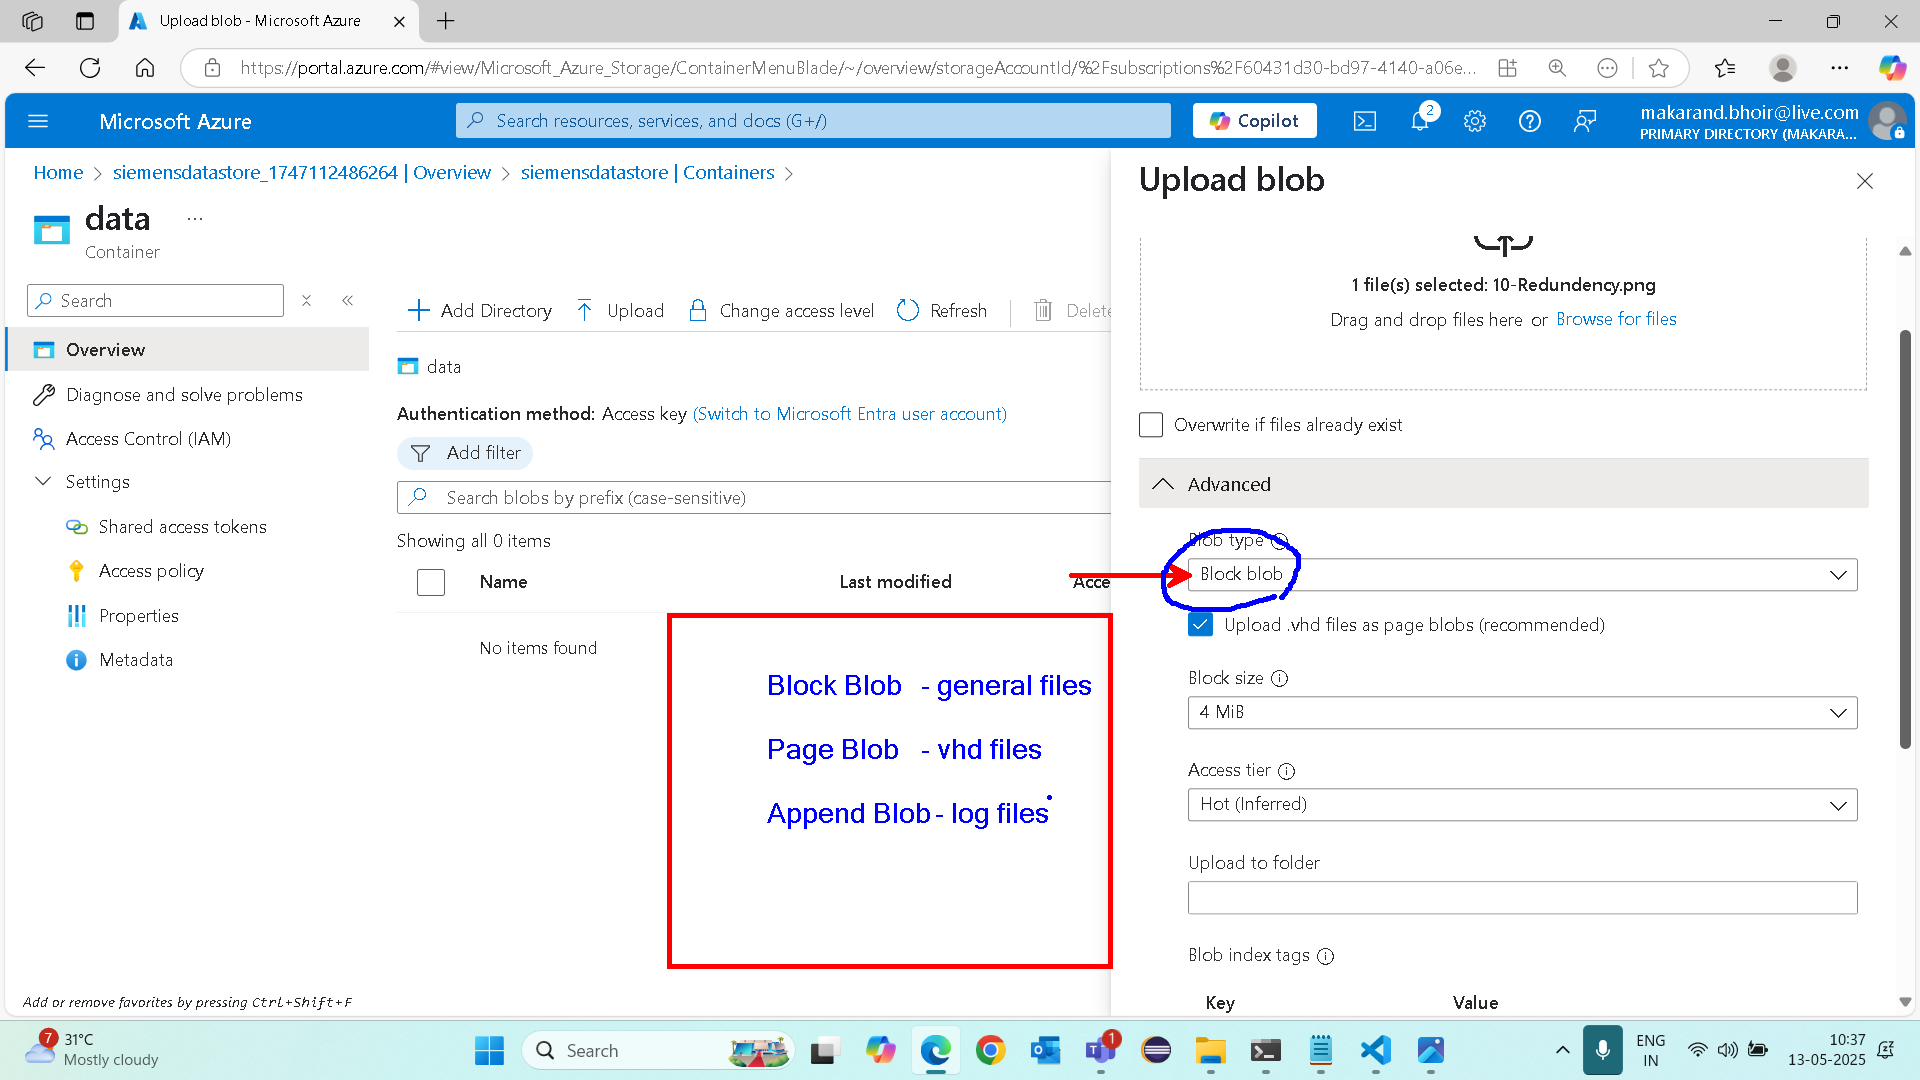 Upload blob - Microsoft Azure
https://portal.azure.com/#view/Microsoft_Azure_Storage/ContainerMenuBlade/~/overview/storageAccountId/%2Fsubscriptions%2F60431d30-bd97-4140-a06e...
Microsoft Azure
Search resources, services, and docs (G+/)
Copilot
2
makarand.bhoir@live.com
PRIMARY DIRECTORY (MAKARA...
Home > siemensdatastore_1747112486264 | Overview > siemensdatastore | Containers >
data
...
Container
Search
Overview
Diagnose and solve problems
Access Control (IAM)
Settings
Shared access tokens
Access policy
Properties
Metadata
Add or remove favorites by pressing Ctrl+Shift+F
Add Directory
Upload
Change access level
Refresh
Delete
data
Authentication method: Access key (Switch to Microsoft Entra user account)
Add filter
Search blobs by prefix (case-sensitive)
Showing all 0 items
Name Last modified Acce
No items found
Block Blob - general files
Page Blob - vhd files
Append Blob - log files
Upload blob
1 file(s) selected: 10-Redundency.png
Drag and drop files here or Browse for files
Overwrite if files already exist
Advanced
Blob type
Block blob
Upload .vhd files as page blobs (recommended)
Block size
4 MiB
Access tier
Hot (Inferred)
Upload to folder
Blob index tags
Key Value
7
31°C
Mostly cloudy
Search
1
ENG
IN
10:37
13-05-2025